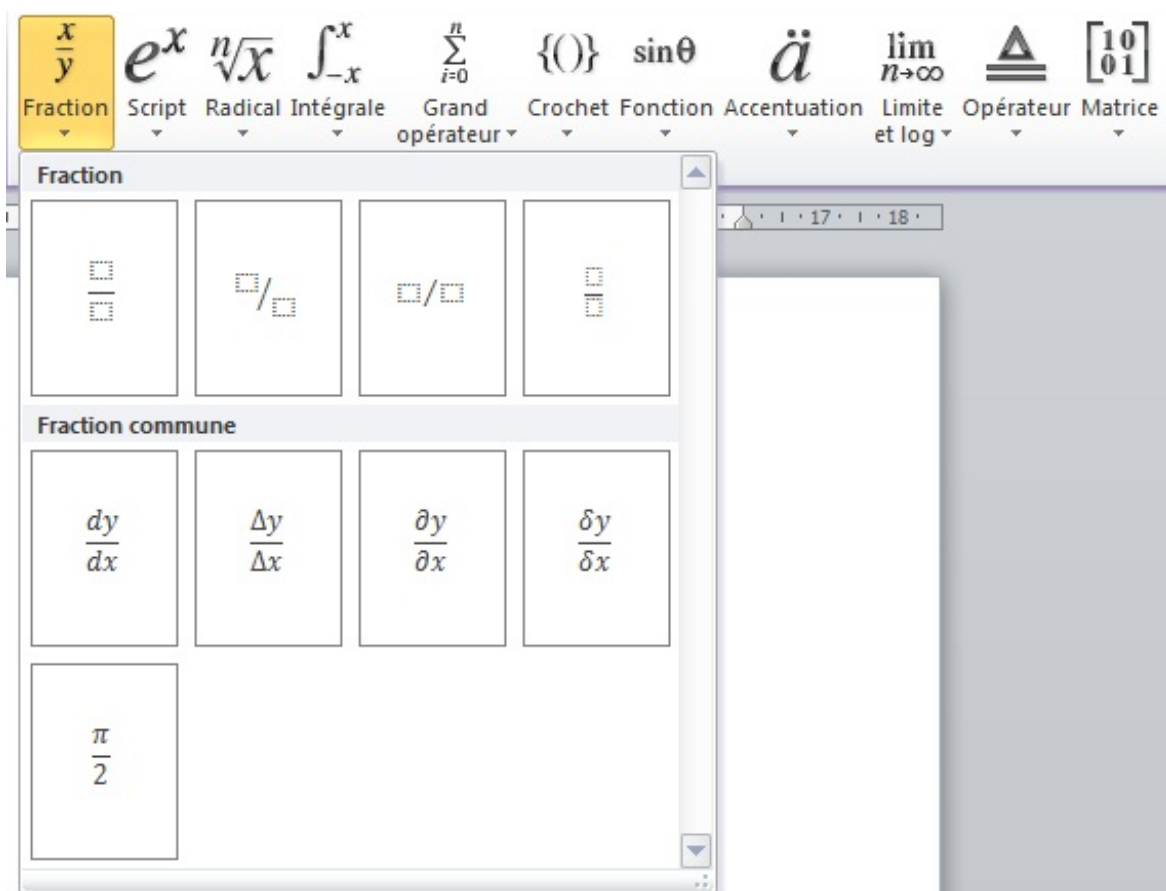 x/y eˣ ⁿ√x ∫₋ₓˣ ∑ᵢ₌₀ⁿ {()} sinθ ä lim n→∞ ≜ [1 0 0 1]
Fraction Script Radical Intégrale Grand opérateur Crochet Fonction Accentuation Limite et log Opérateur Matrice
Fraction
17 18
□/□ □/□ □/□ □/□
Fraction commune
dy/dx Δy/Δx ∂y/∂x δy/δx
π/2